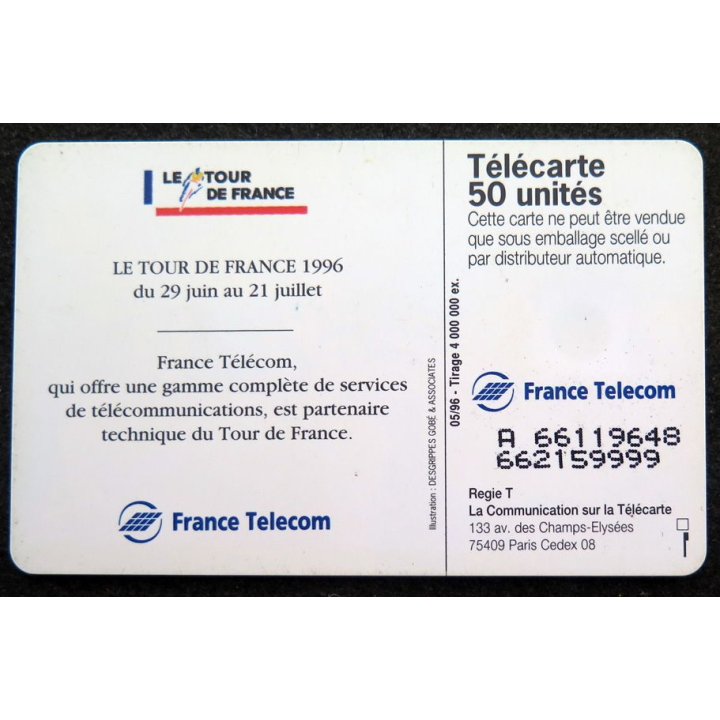 LE TOUR
DE FRANCE
LE TOUR DE FRANCE 1996
du 29 juin au 21 juillet
France Télécom,
qui offre une gamme complète de services
de télécommunications, est partenaire
technique du Tour de France.
France Telecom
Illustration : DESGRIPPES GOBÉ & ASSOCIATES
05/96 - Tirage 4 000 000 ex.
Télécarte
50 unités
Cette carte ne peut être vendue
que sous emballage scellé ou
par distributeur automatique.
France Telecom
A 66119648
662159999
Regie T
La Communication sur la Télécarte
133 av. des Champs-Elysées
75409 Paris Cedex 08